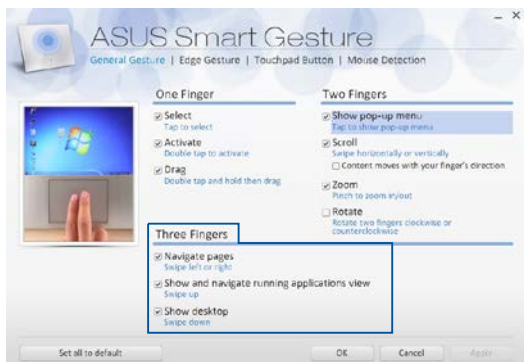 ASUS Smart Gesture
General Gesture | Edge Gesture | Touchpad Button | Mouse Detection
One Finger
Select
Tap to select
Activate
Double tap to activate
Drag
Double tap and hold then drag
Two Fingers
Show pop-up menu
Tap to show pop-up menu
Scroll
Swipe horizontally or vertically
Content moves with your finger's direction
Zoom
Pinch to zoom in/out
Rotate
Rotate two fingers clockwise or
counterclockwise
Three Fingers
Navigate pages
Swipe left or right
Show and navigate running applications view
Swipe up
Show desktop
Swipe down
Set all to default
OK
Cancel
Apply